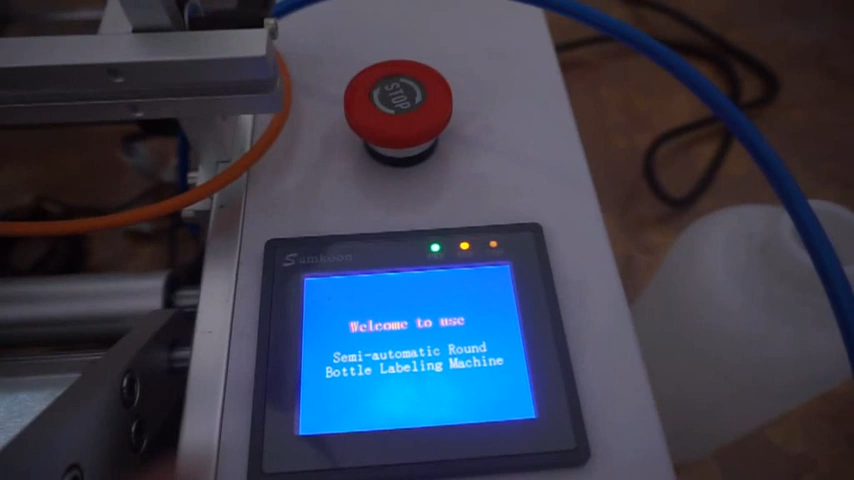 STOP
Samkoon
Welcome to use
Semi-automatic Round
Bottle Labeling Machine